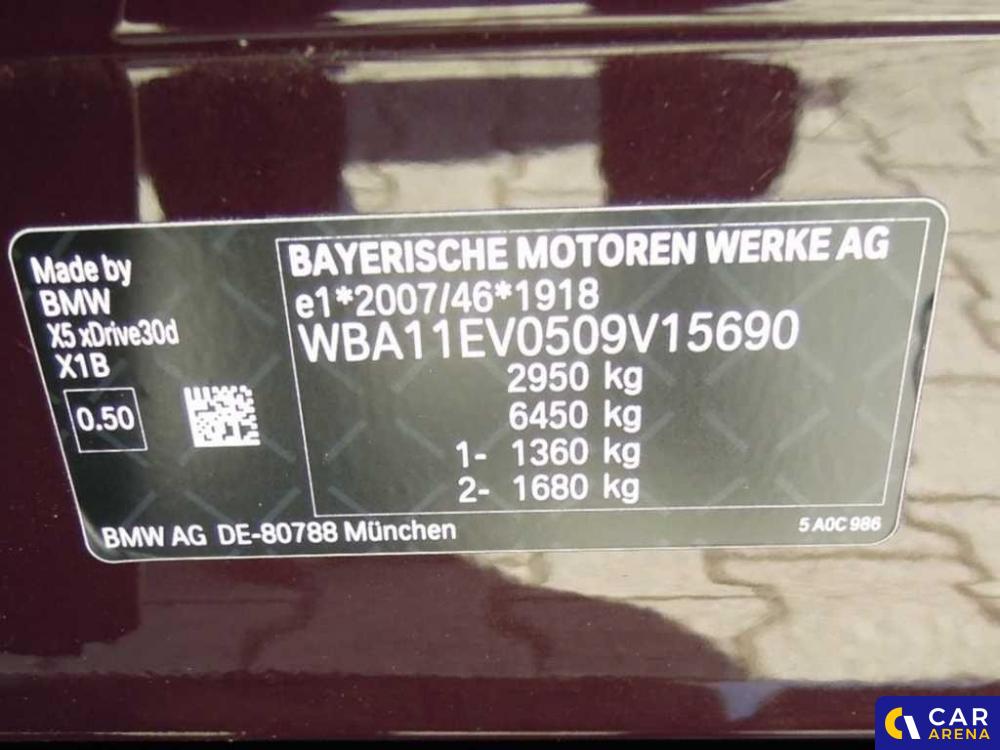 Made by
BMW
X5 xDrive30d
X1B
0.50
BAYERISCHE MOTOREN WERKE AG
e1*2007/46*1918
WBA11EV0509V15690
2950 kg
6450 kg
1- 1360 kg
2- 1680 kg
BMW AG DE-80788 München
5 A0C 986
CAR
ARENA